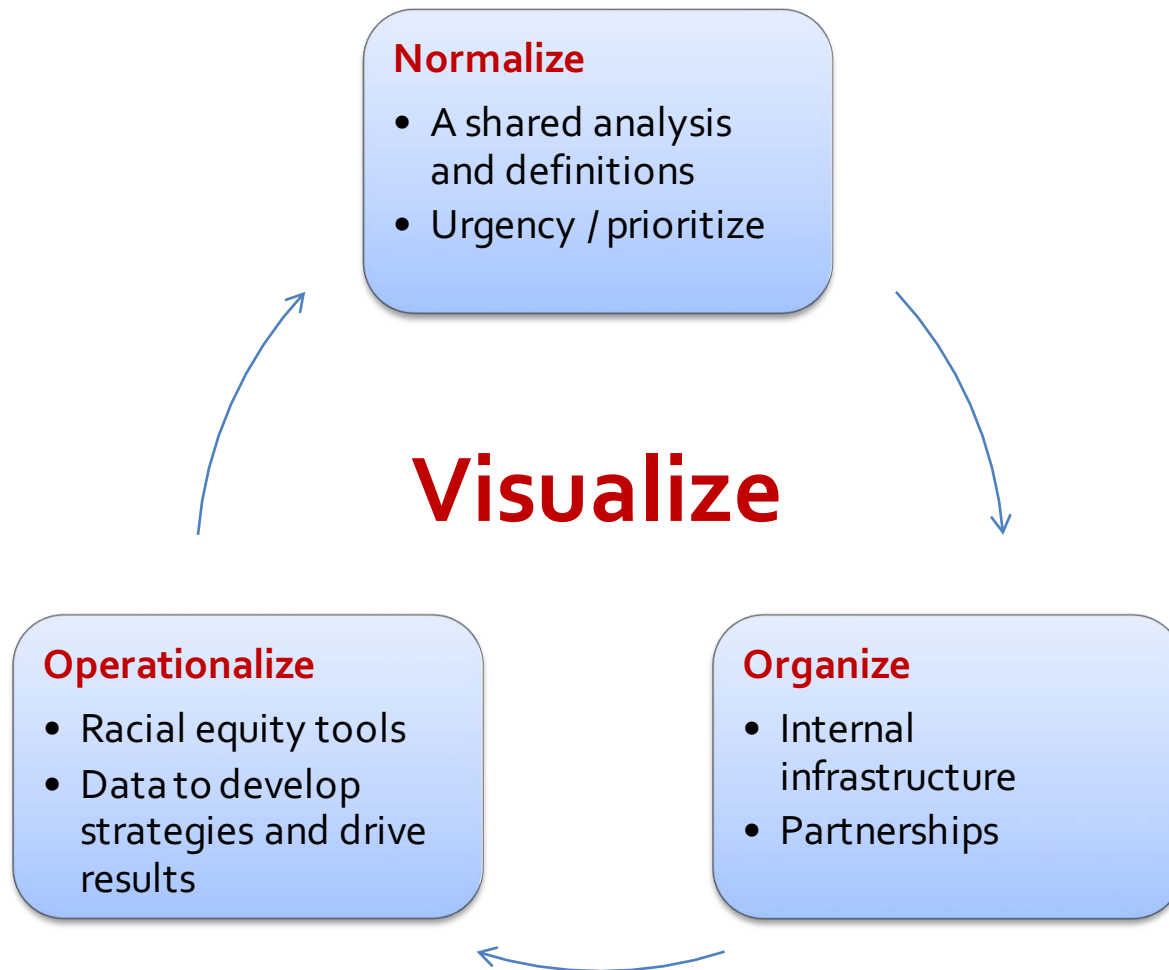 Normalize
• A shared analysis
and definitions
• Urgency / prioritize
Visualize
Operationalize
• Racial equity tools
• Data to develop
strategies and drive
results
Organize
• Internal
infrastructure
• Partnerships